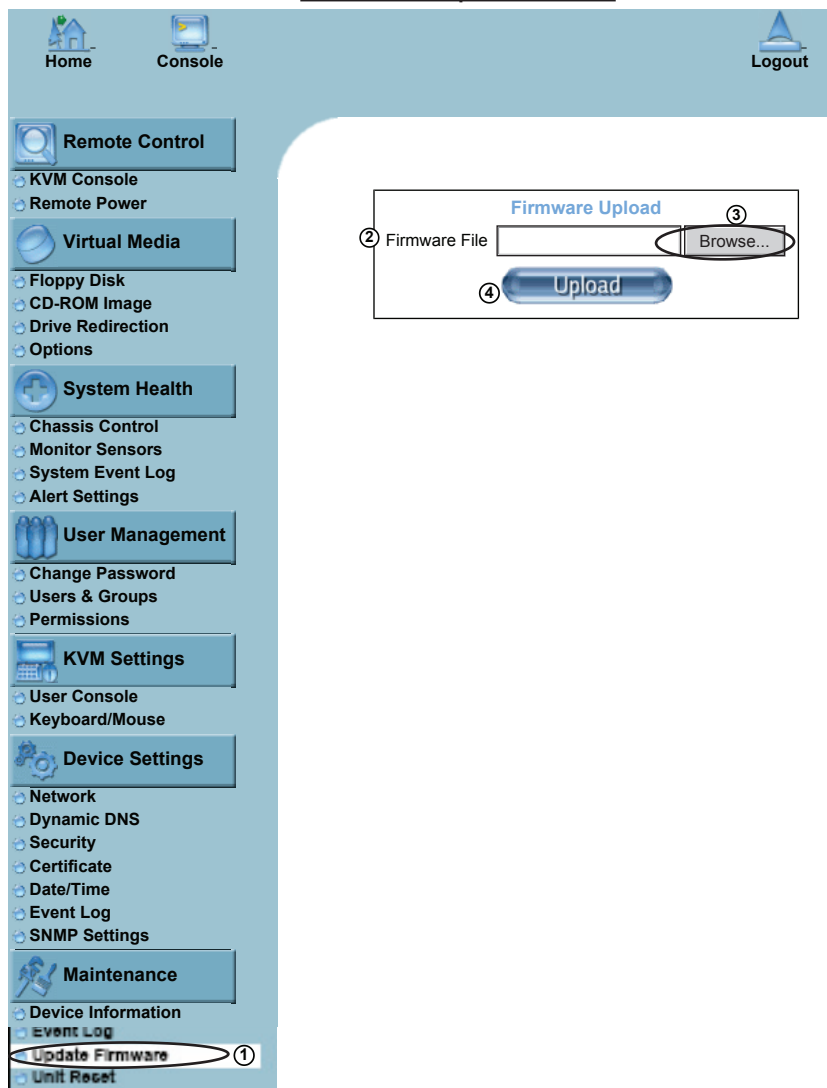 Home
Console
Logout
Remote Control
KVM Console
Remote Power
Virtual Media
Floppy Disk
CD-ROM Image
Drive Redirection
Options
System Health
Chassis Control
Monitor Sensors
System Event Log
Alert Settings
User Management
Change Password
Users & Groups
Permissions
KVM Settings
User Console
Keyboard/Mouse
Device Settings
Network
Dynamic DNS
Security
Certificate
Date/Time
Event Log
SNMP Settings
Maintenance
Device Information
Event Log
Update Firmware ①
Unit Reset
Firmware Upload
③
② Firmware File Browse...
④ Upload